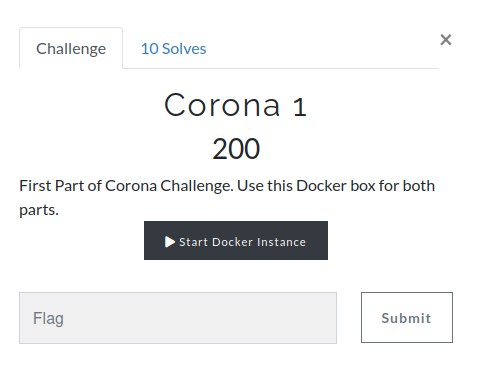 Challenge
10 Solves
×
Corona 1
200
First Part of Corona Challenge. Use this Docker box for both
parts.
Start Docker Instance
Flag
Submit